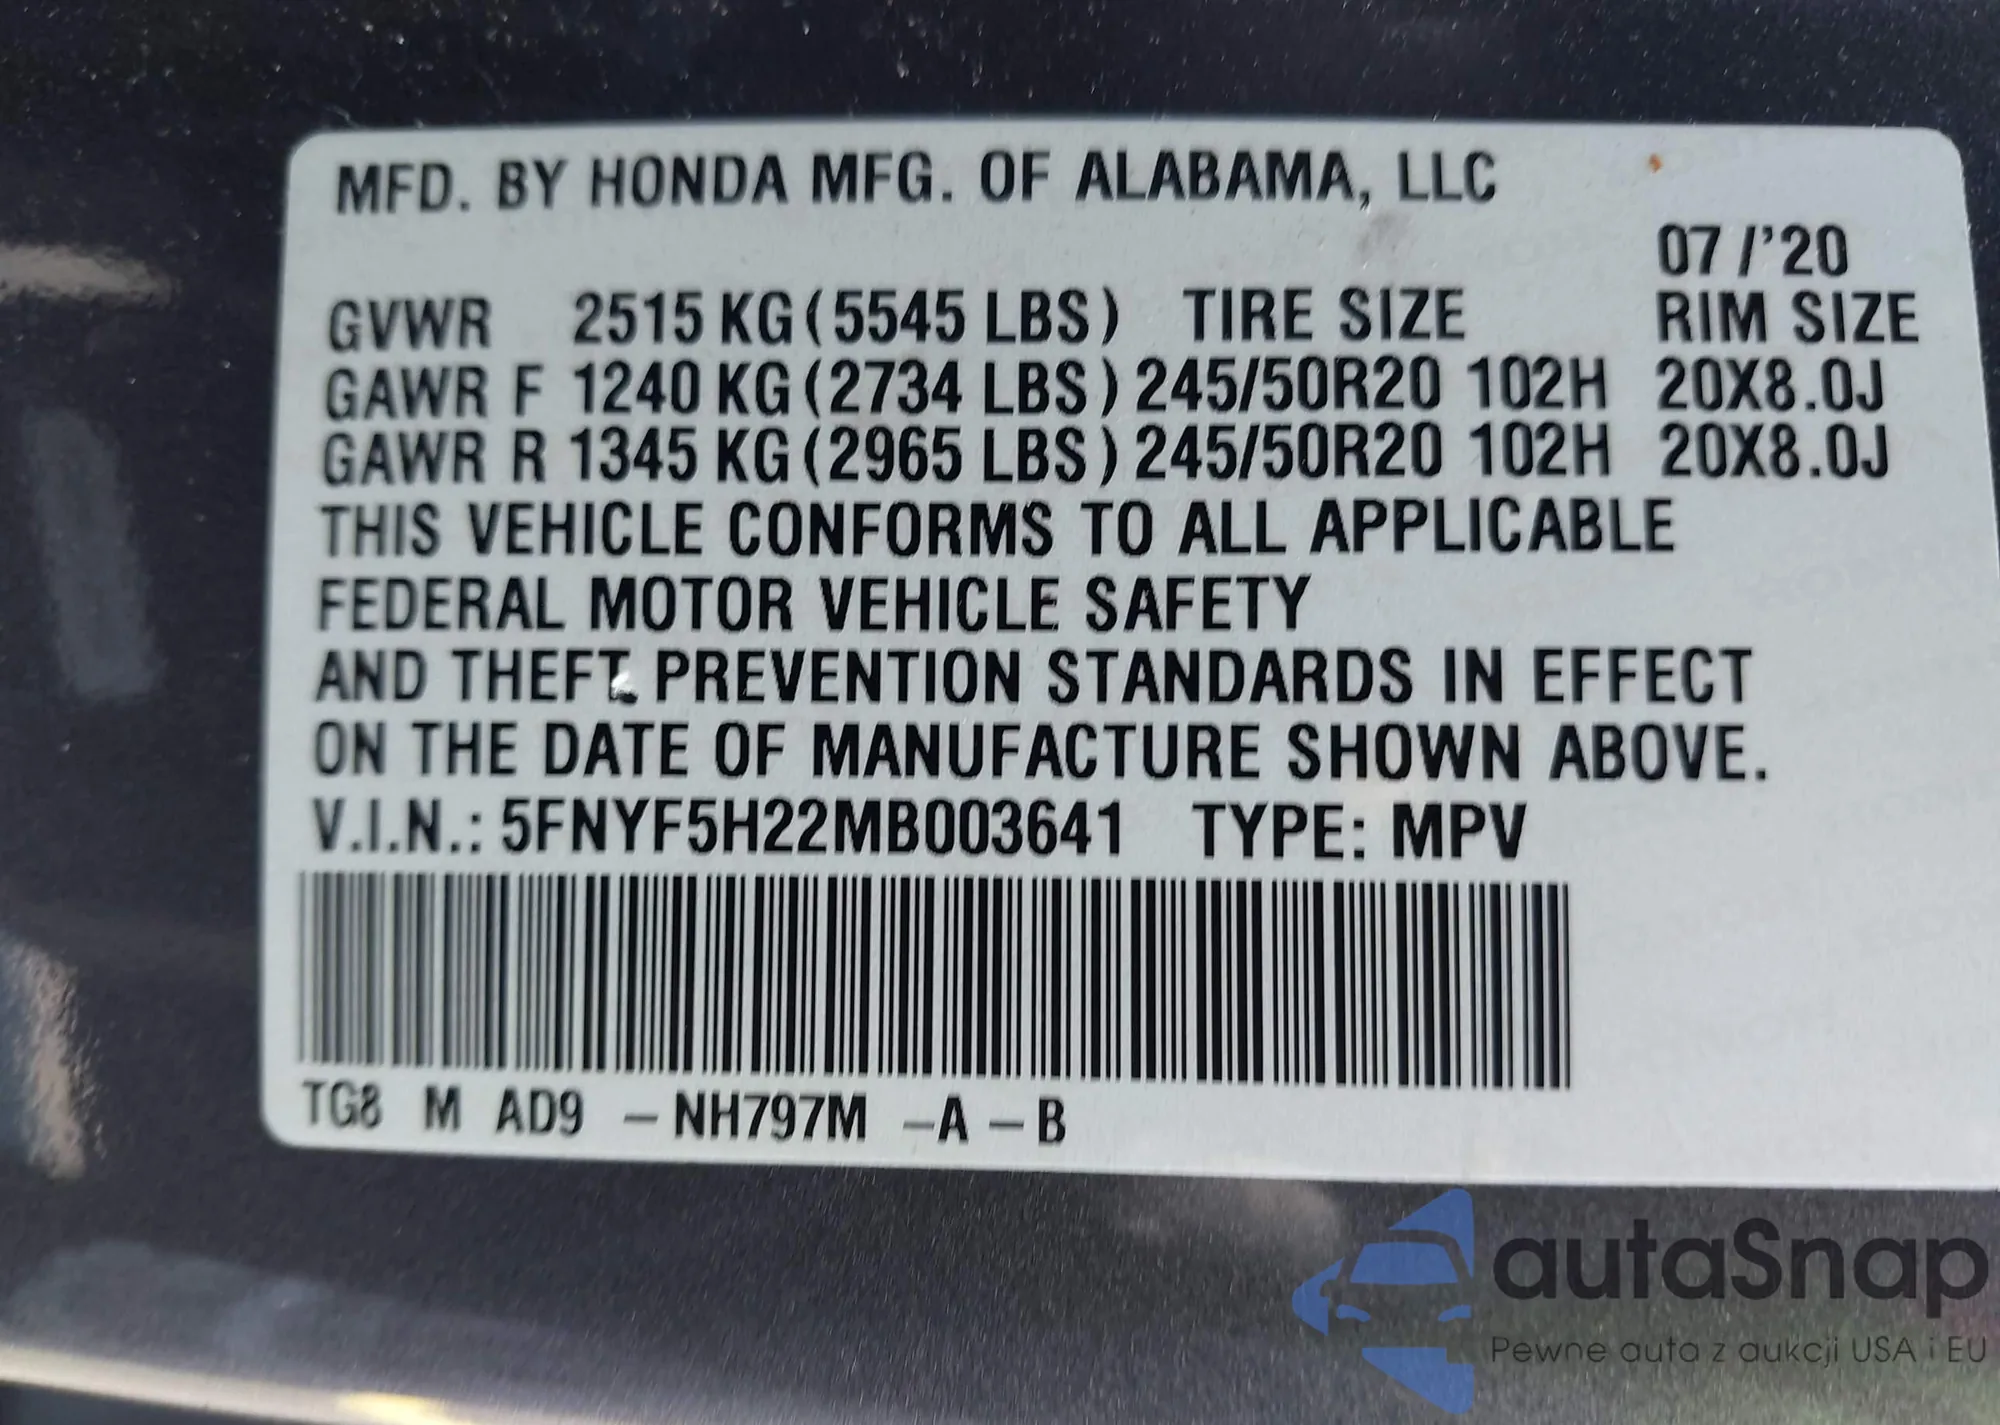 MFD. BY HONDA MFG. OF ALABAMA, LLC
07 /'20
GVWR 2515 KG (5545 LBS) TIRE SIZE RIM SIZE
GAWR F 1240 KG (2734 LBS) 245/50R20 102H 20X8.0J
GAWR R 1345 KG (2965 LBS) 245/50R20 102H 20X8.0J
THIS VEHICLE CONFORMS TO ALL APPLICABLE
FEDERAL MOTOR VEHICLE SAFETY
AND THEFT PREVENTION STANDARDS IN EFFECT
ON THE DATE OF MANUFACTURE SHOWN ABOVE.
V.I.N.: 5FNYF5H22MB003641 TYPE: MPV
TG8 M AD9 – NH797M –A – B
autaSnap
Pewne auta z aukcji USA i EU